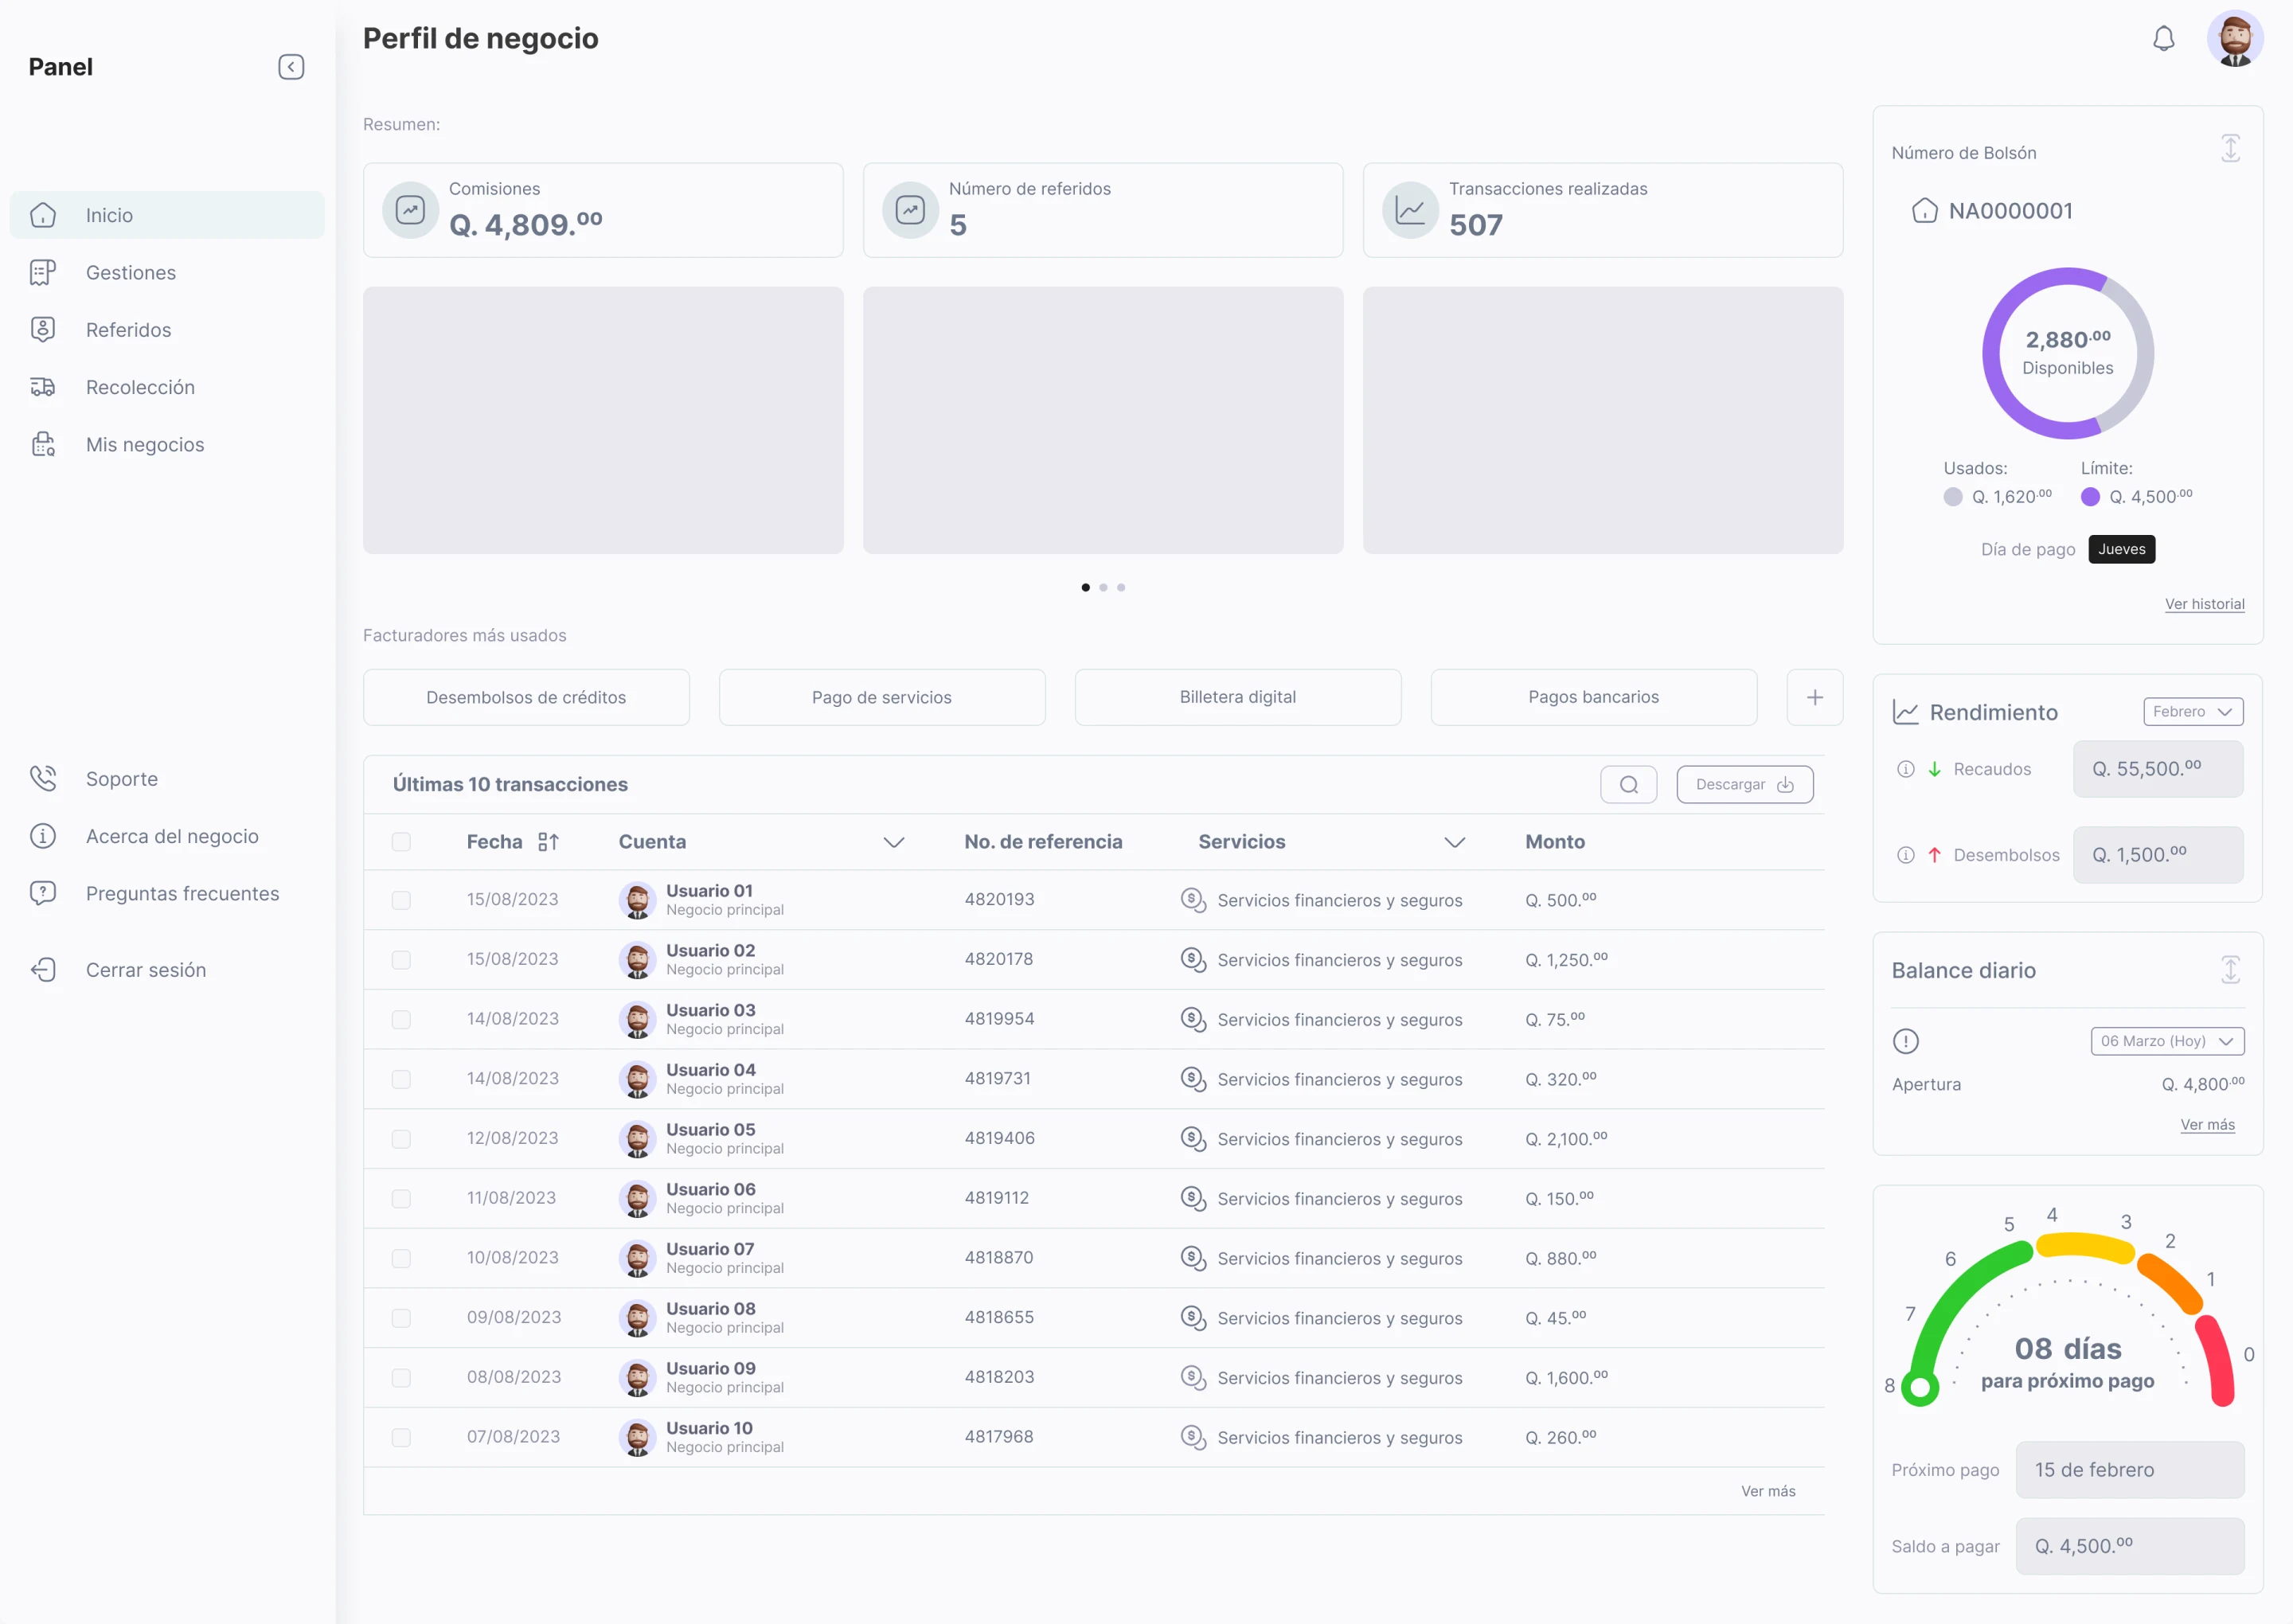 Panel
Inicio
Gestiones
Referidos
Recolección
Mis negocios
Soporte
Acerca del negocio
Preguntas frecuentes
Cerrar sesión
Perfil de negocio
Resumen:
Comisiones
Q. 4,809.00
Número de referidos
5
Transacciones realizadas
507
Facturadores más usados
Desembolsos de créditos
Pago de servicios
Billetera digital
Pagos bancarios
Últimas 10 transacciones
Descargar
Fecha Cuenta No. de referencia Servicios Monto
15/08/2023 Usuario 01 Negocio principal 4820193 Servicios financieros y seguros Q. 500.00
15/08/2023 Usuario 02 Negocio principal 4820178 Servicios financieros y seguros Q. 1,250.00
14/08/2023 Usuario 03 Negocio principal 4819954 Servicios financieros y seguros Q. 75.00
14/08/2023 Usuario 04 Negocio principal 4819731 Servicios financieros y seguros Q. 320.00
12/08/2023 Usuario 05 Negocio principal 4819406 Servicios financieros y seguros Q. 2,100.00
11/08/2023 Usuario 06 Negocio principal 4819112 Servicios financieros y seguros Q. 150.00
10/08/2023 Usuario 07 Negocio principal 4818870 Servicios financieros y seguros Q. 880.00
09/08/2023 Usuario 08 Negocio principal 4818655 Servicios financieros y seguros Q. 45.00
08/08/2023 Usuario 09 Negocio principal 4818203 Servicios financieros y seguros Q. 1,600.00
07/08/2023 Usuario 10 Negocio principal 4817968 Servicios financieros y seguros Q. 260.00
Ver más
Número de Bolsón
NA0000001
2,880.00
Disponibles
Usados: Límite:
Q. 1,620.00 Q. 4,500.00
Día de pago Jueves
Ver historial
Rendimiento Febrero
Recaudos Q. 55,500.00
Desembolsos Q. 1,500.00
Balance diario
06 Marzo (Hoy)
Apertura Q. 4,800.00
Ver más
8 7 6 5 4 3 2 1 0
08 días
para próximo pago
Próximo pago 15 de febrero
Saldo a pagar Q. 4,500.00